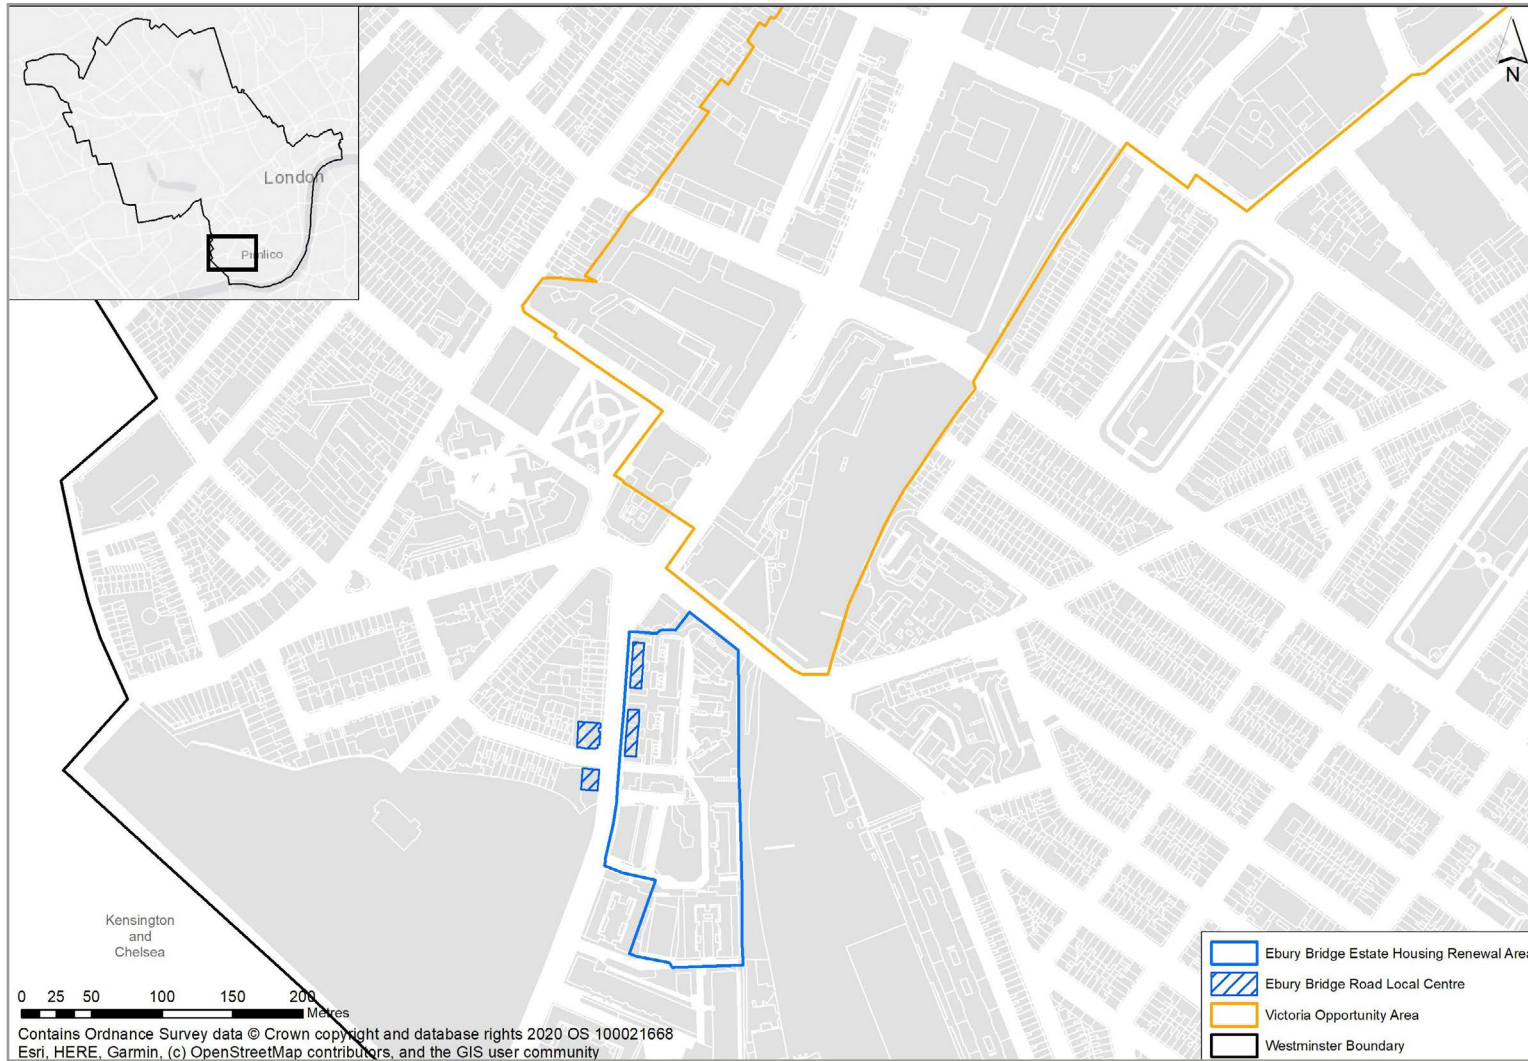 London
Pimlico
N
Kensington
and
Chelsea
0 25 50 100 150 200
Metres
Contains Ordnance Survey data © Crown copyright and database rights 2020 OS 100021668
Esri, HERE, Garmin, (c) OpenStreetMap contributors, and the GIS user community
Ebury Bridge Estate Housing Renewal Area
Ebury Bridge Road Local Centre
Victoria Opportunity Area
Westminster Boundary